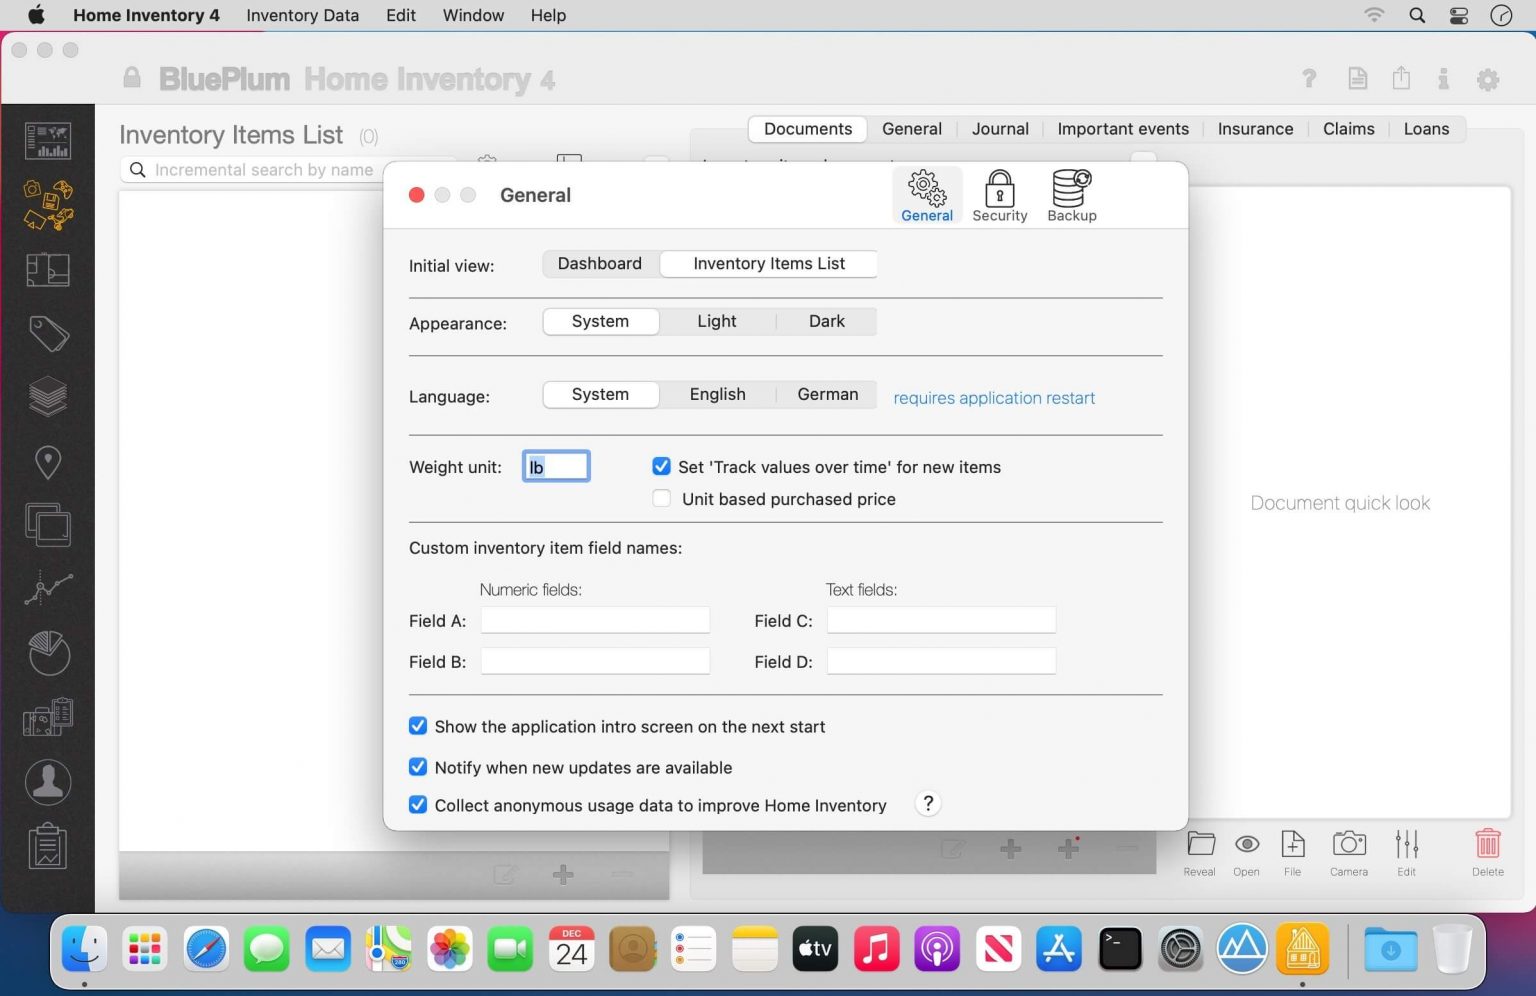 Home Inventory 4 Inventory Data Edit Window Help
BluePlum Home Inventory 4
Inventory Items List (0)
Incremental search by name
Documents General Journal Important events Insurance Claims Loans
General
General Security Backup
Initial view: Dashboard Inventory Items List
Appearance: System Light Dark
Language: System English German requires application restart
Weight unit: lb Set 'Track values over time' for new items
Unit based purchased price
Custom inventory item field names:
Numeric fields: Text fields:
Field A: Field C:
Field B: Field D:
Show the application intro screen on the next start
Notify when new updates are available
Collect anonymous usage data to improve Home Inventory ?
Document quick look
Reveal Open File Camera Edit Delete
DEC
24
tv
280
>_